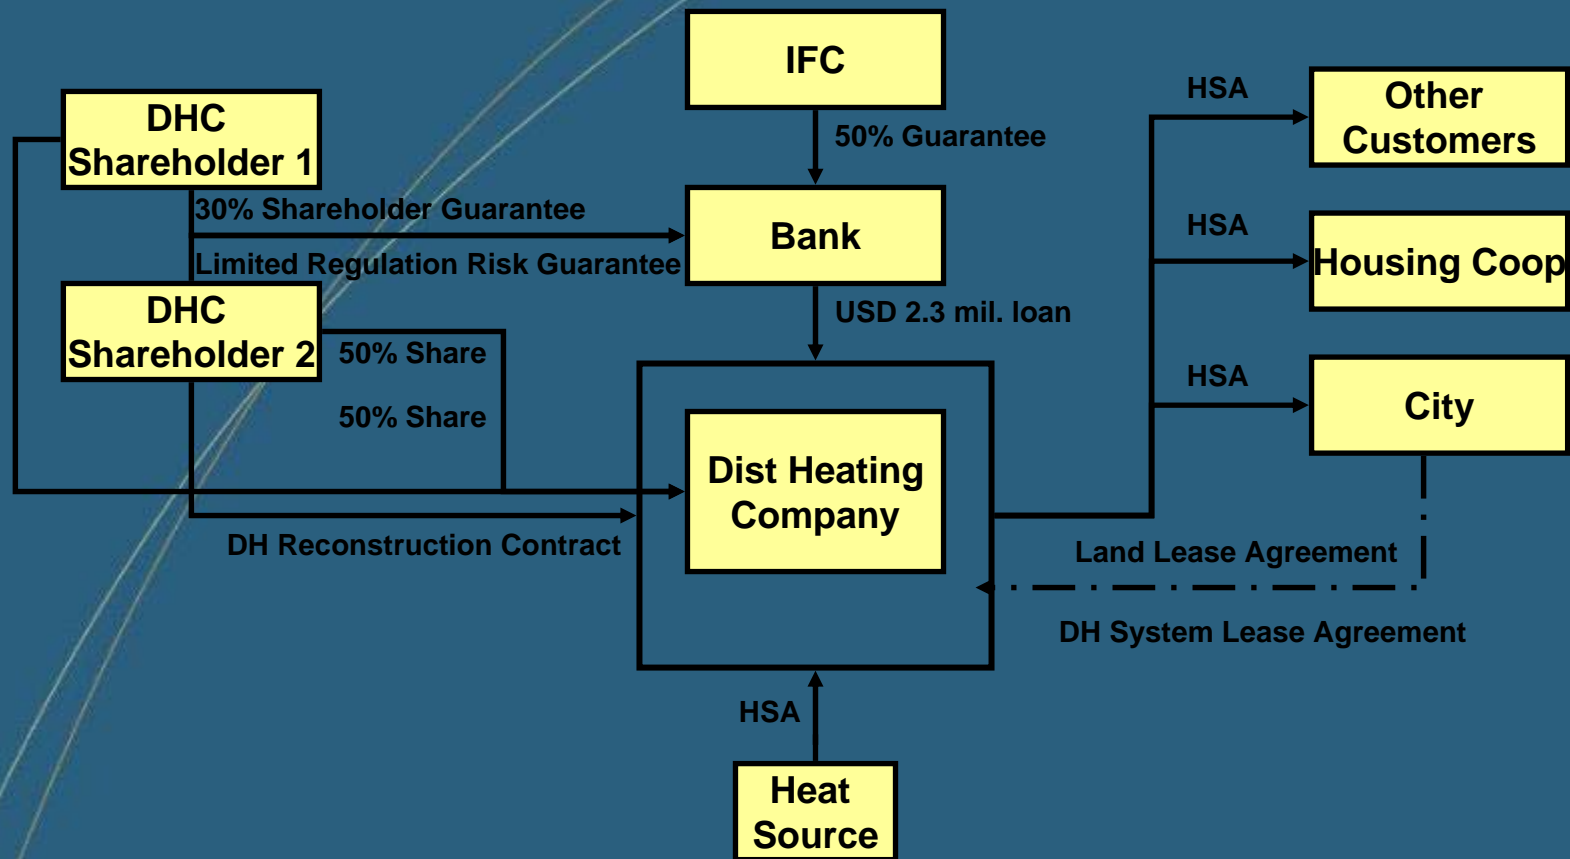 IFC
50% Guarantee
DHC
Shareholder 1
30% Shareholder Guarantee
Limited Regulation Risk Guarantee
Bank
USD 2.3 mil. loan
DHC
Shareholder 2
50% Share
50% Share
DH Reconstruction Contract
Dist Heating
Company
HSA
Other
Customers
HSA
Housing Coop
HSA
City
Land Lease Agreement
DH System Lease Agreement
HSA
Heat
Source